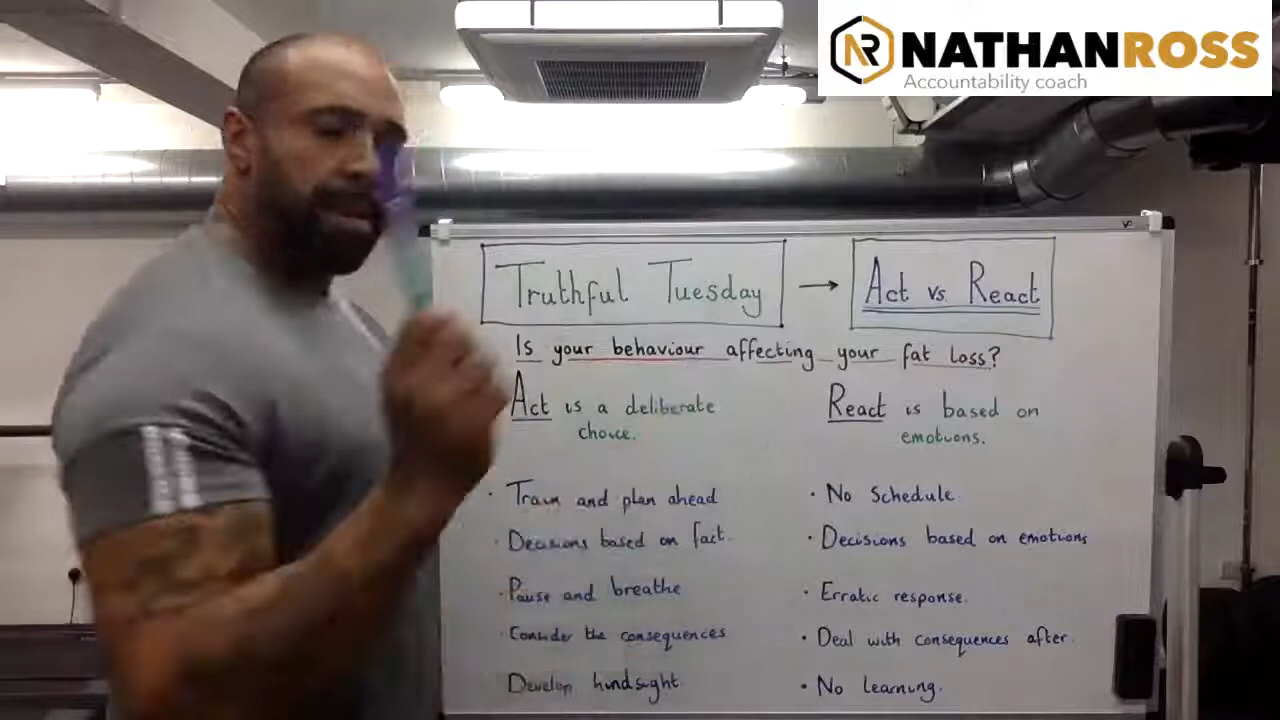 NR NATHANROSS
Accountability coach
Truthful Tuesday → Act vs React
Is your behaviour affecting your fat loss?
Act is a deliberate choice.
React is based on emotions.
· Train and plan ahead
· Decisions based on fact.
· Pause and breathe
· Consider the consequences
Develop hindsight
· No Schedule
· Decisions based on emotions
· Erratic response.
· Deal with consequences after.
· No learning.